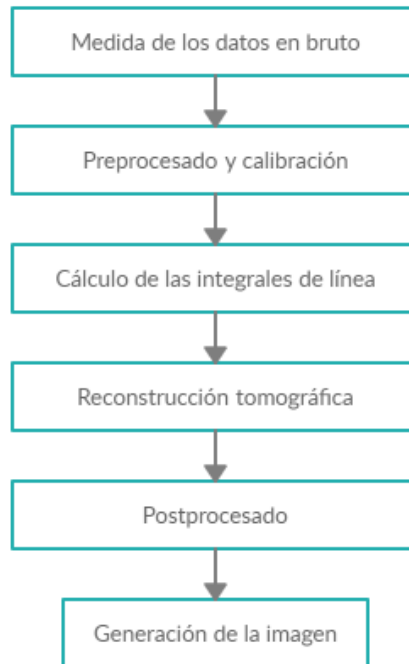 Medida de los datos en bruto
Preprocesado y calibración
Cálculo de las integrales de línea
Reconstrucción tomográfica
Postprocesado
Generación de la imagen